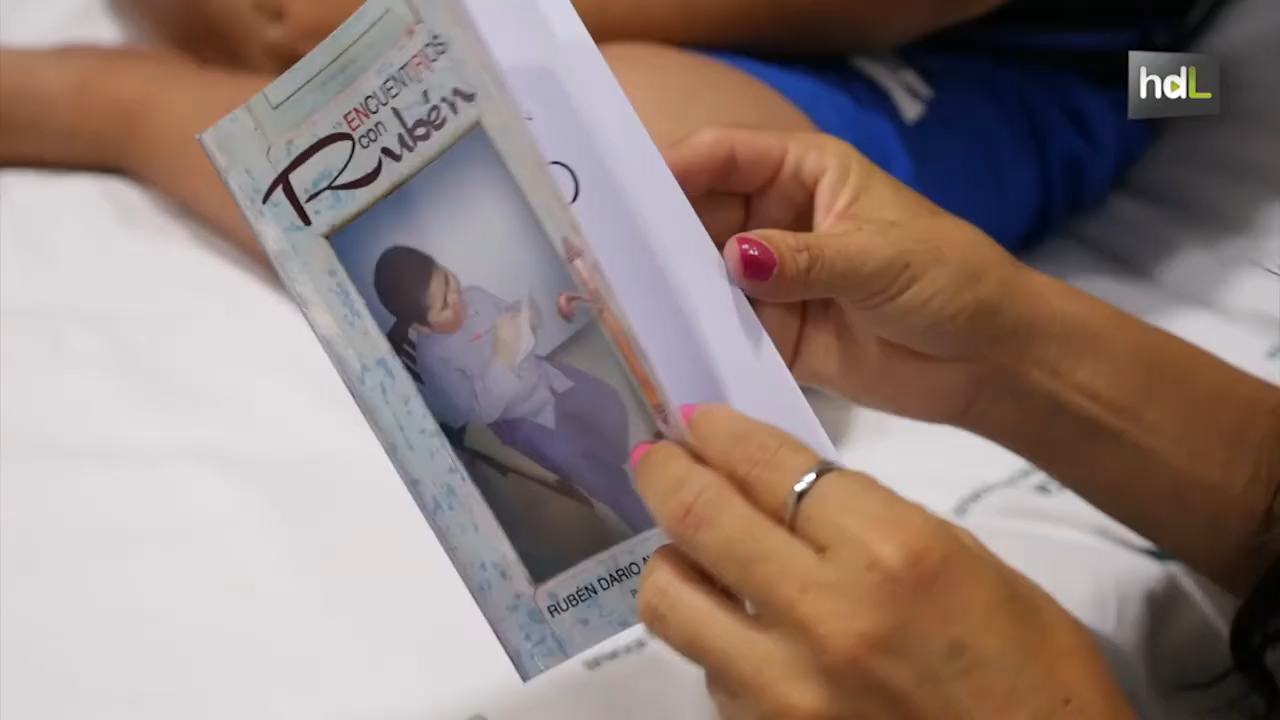 ENCUENTROS
con
Rubén
RUBÉN DARIO
hdL